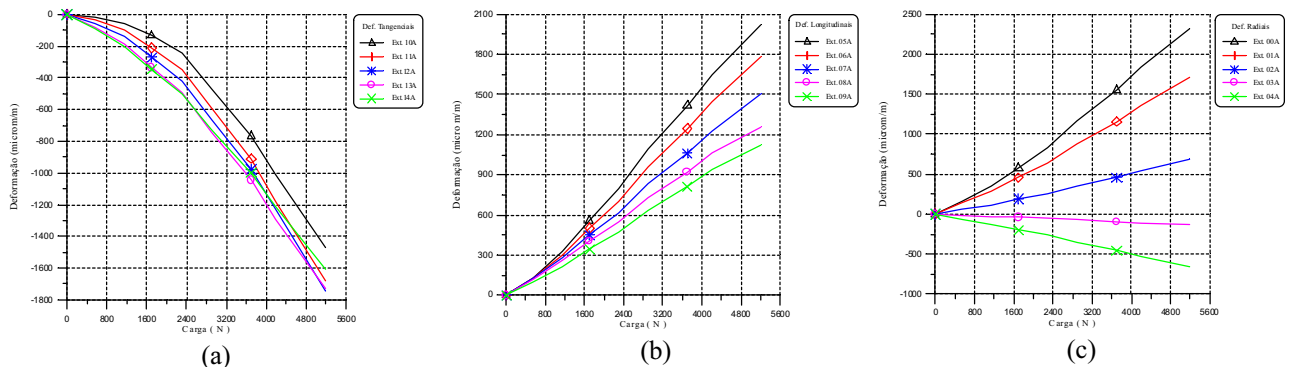 Def. Tangenciais
Ext. 10A
Ext. 11A
Ext. 12A
Ext. 13A
Ext. 14A
Deformação (microm/m)
0
-200
-400
-600
-800
-1000
-1200
-1400
-1600
-1800
0 800 1600 2400 3200 4000 4800 5600
Carga ( N )
(a)
Def. Longitudinais
Ext. 05A
Ext. 06A
Ext. 07A
Ext. 08A
Ext. 09A
Deformação (micro m/m)
2100
1800
1500
1200
900
600
300
0
0 800 1600 2400 3200 4000 4800 5600
Carga ( N )
(b)
Def. Radiais
Ext. 00A
Ext. 01A
Ext. 02A
Ext. 03A
Ext. 04A
Deformação (microm/m)
2500
2000
1500
1000
500
0
-500
-1000
0 800 1600 2400 3200 4000 4800 5600
Carga ( N )
(c)